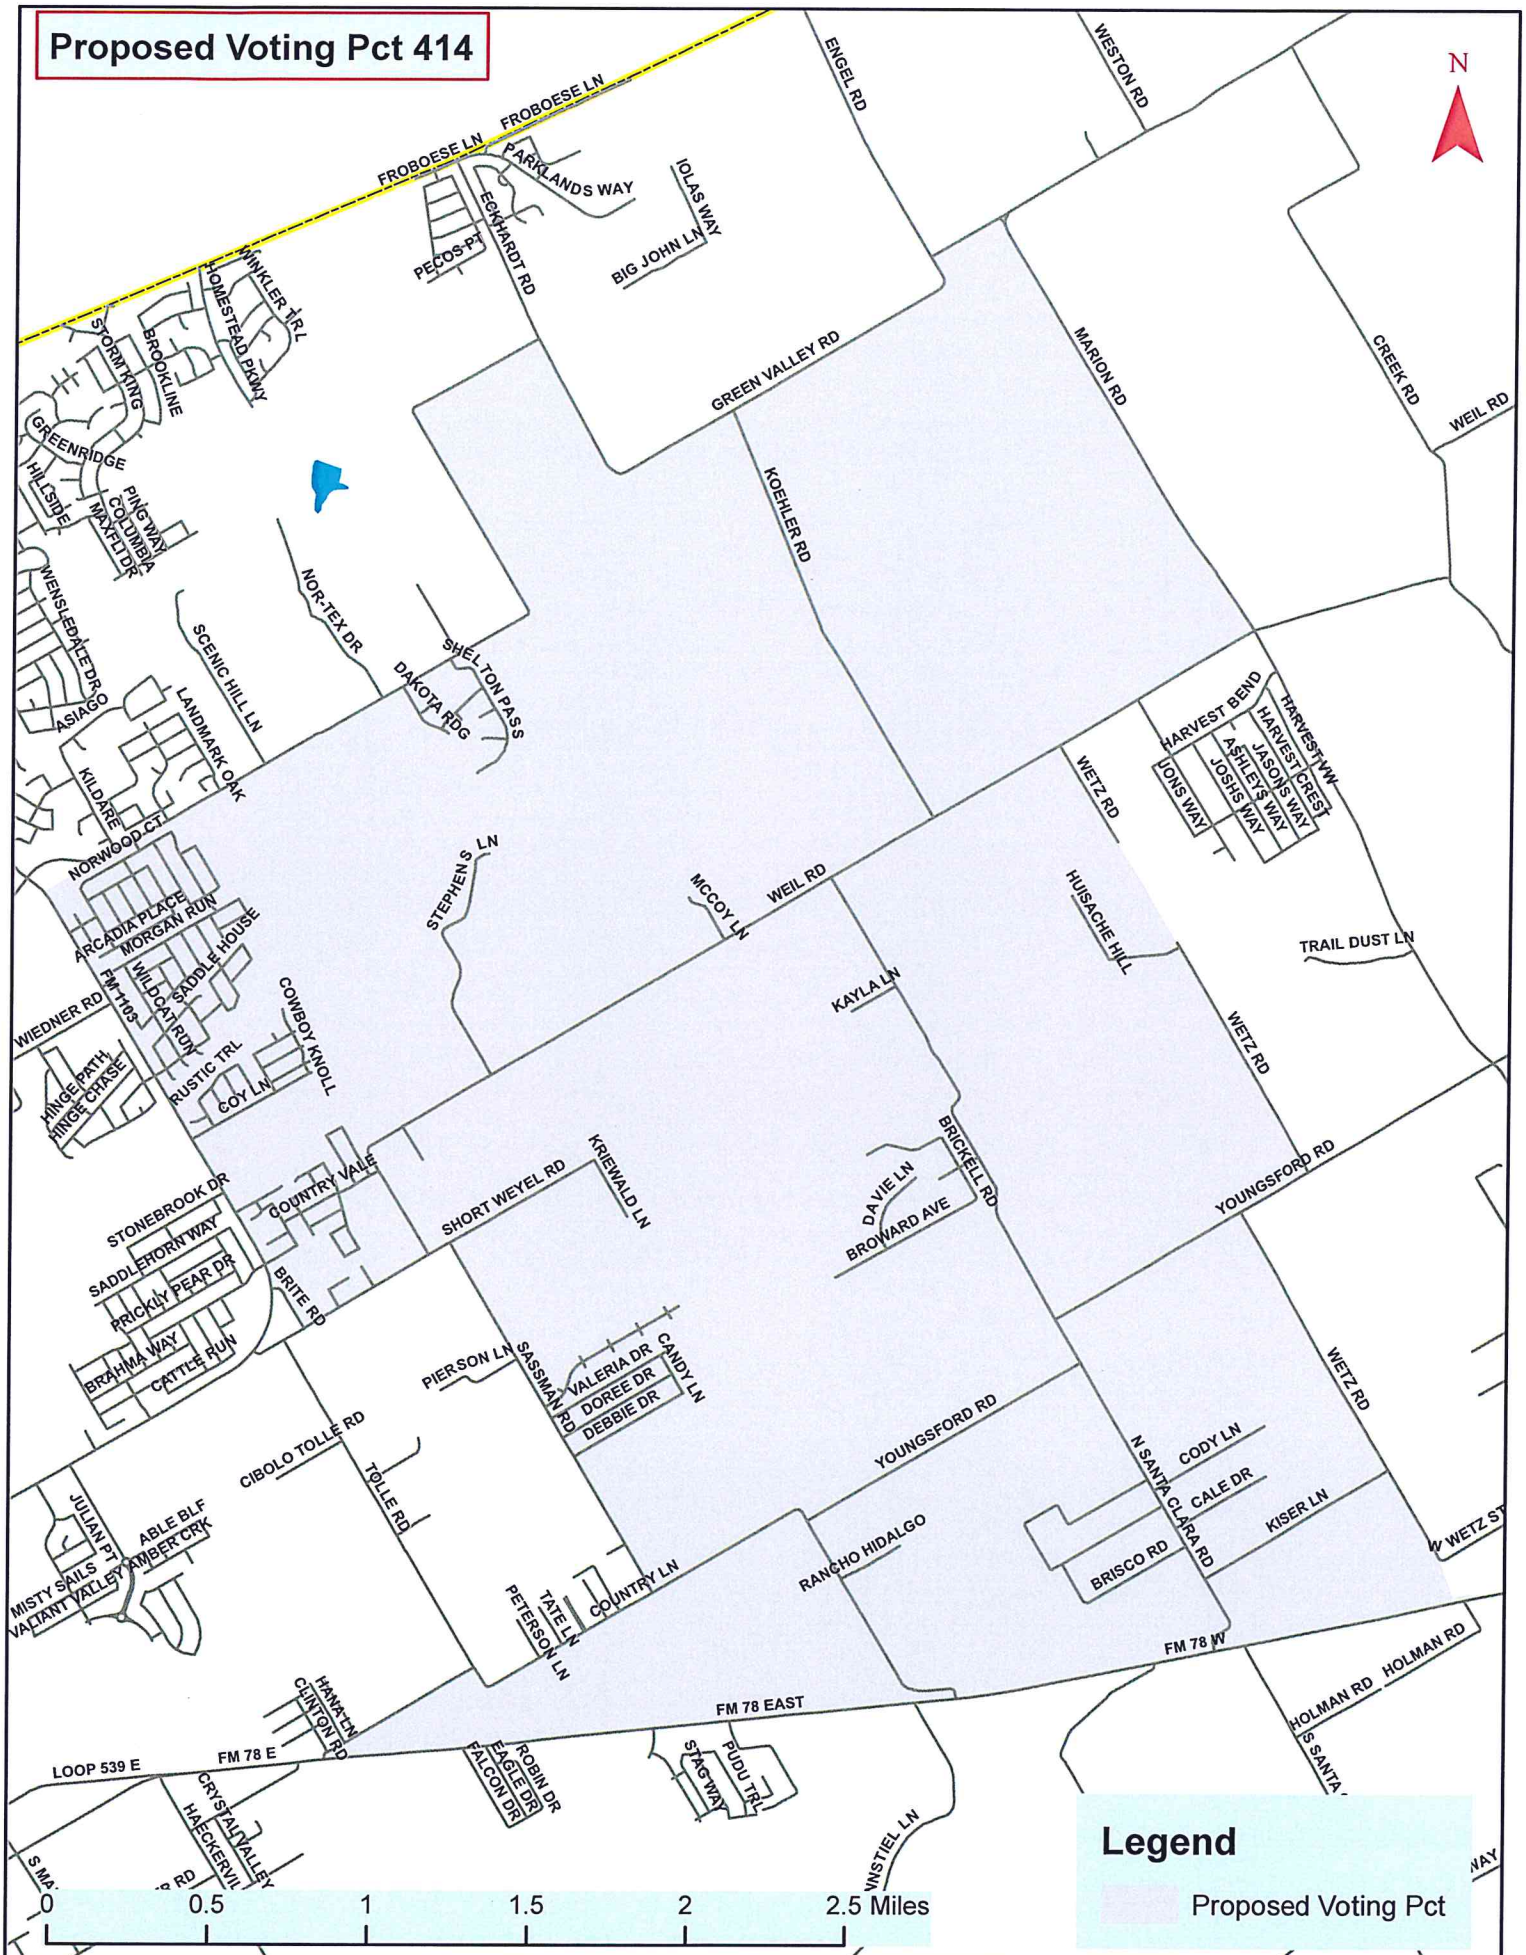 Proposed Voting Pct 414
N
FROBOESE LN
FROBOESE LN
ENGEL RD
WESTON RD
PARKLANDS WAY
IOLAS WAY
ECKHARDT RD
PECOS PT
BIG JOHN LN
WINKLER TRL
HOMESTEAD PKWY
STORM KING
BROOKLINE
GREEN VALLEY RD
MARION RD
CREEK RD
WEIL RD
GREENRIDGE
HILLSIDE
PING WAY
COLUMBIA
MAXFLI DR
KOEHLER RD
NOR-TEX DR
WENSLEDALE DR
SCENIC HILL LN
SHELTON PASS
DAKOTA RDG
ASIAGO
LANDMARK OAK
KILDARE
NORWOOD CT
HARVEST BEND
HARVEST VW
HARVEST CREST
JASONS WAY
ASHLEYS WAY
JOSHS WAY
JONS WAY
WETZ RD
STEPHENS LN
MCCOY LN
WEIL RD
HUISACHE HILL
TRAIL DUST LN
ARCADIA PLACE
MORGAN RUN
SADDLE HOUSE
WILDCAT RUN
FM 1103
WIEDNER RD
COWBOY KNOLL
KAYLA LN
WETZ RD
HINGE PATH
HINGE CHASE
RUSTIC TRL
COY LN
BRICKELL RD
KRIEWALD LN
COUNTRY VALE
SHORT WEYEL RD
DAVIE LN
BROWARD AVE
YOUNGSFORD RD
STONEBROOK DR
SADDLEHORN WAY
PRICKLY PEAR DR
BRITE RD
BRAHMA WAY
CATTLE RUN
PIERSON LN
SASSMAN RD
VALERIA DR
DOREE DR
DEBBIE DR
CANDY LN
WETZ RD
YOUNGSFORD RD
CIBOLO TOLLE RD
TOLLE RD
N SANTA CLARA RD
CODY LN
CALE DR
KISER LN
JULIAN PT
ABLE BLF
AMBER CRK
MISTY SAILS
VALIANT VALLEY
RANCHO HIDALGO
BRISCO RD
W WETZ ST
COUNTRY LN
TATE LN
PETERSON LN
FM 78 W
HOLMAN RD
HOLMAN RD
HANA LN
CLINTON RD
FM 78 EAST
FM 78 E
LOOP 539 E
S SANTA
ROBIN DR
EAGLE DR
FALCON DR
STAG WAY
PUDU TRL
CRYSTAL VALLEY
HAECKERVIL
NNSTIEL LN
S MA
RD
WAY
Legend
Proposed Voting Pct
0 0.5 1 1.5 2 2.5 Miles